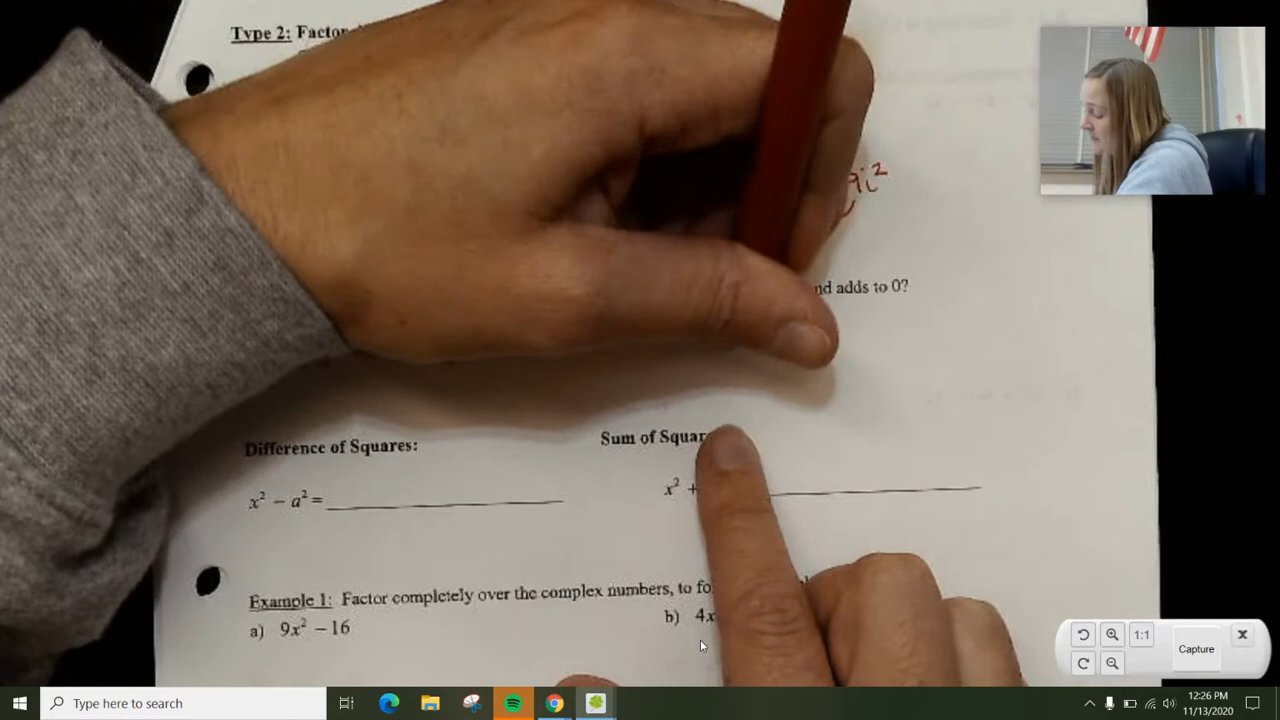 Type 2: Factor
9i²
nd adds to 0?
Difference of Squares:
Sum of Squar
x² − a² = ____________________
x² + ____________________
Example 1: Factor completely over the complex numbers, to fo
a) 9x² − 16
b) 4x
1:1
Capture
X
Type here to search
12:26 PM
11/13/2020